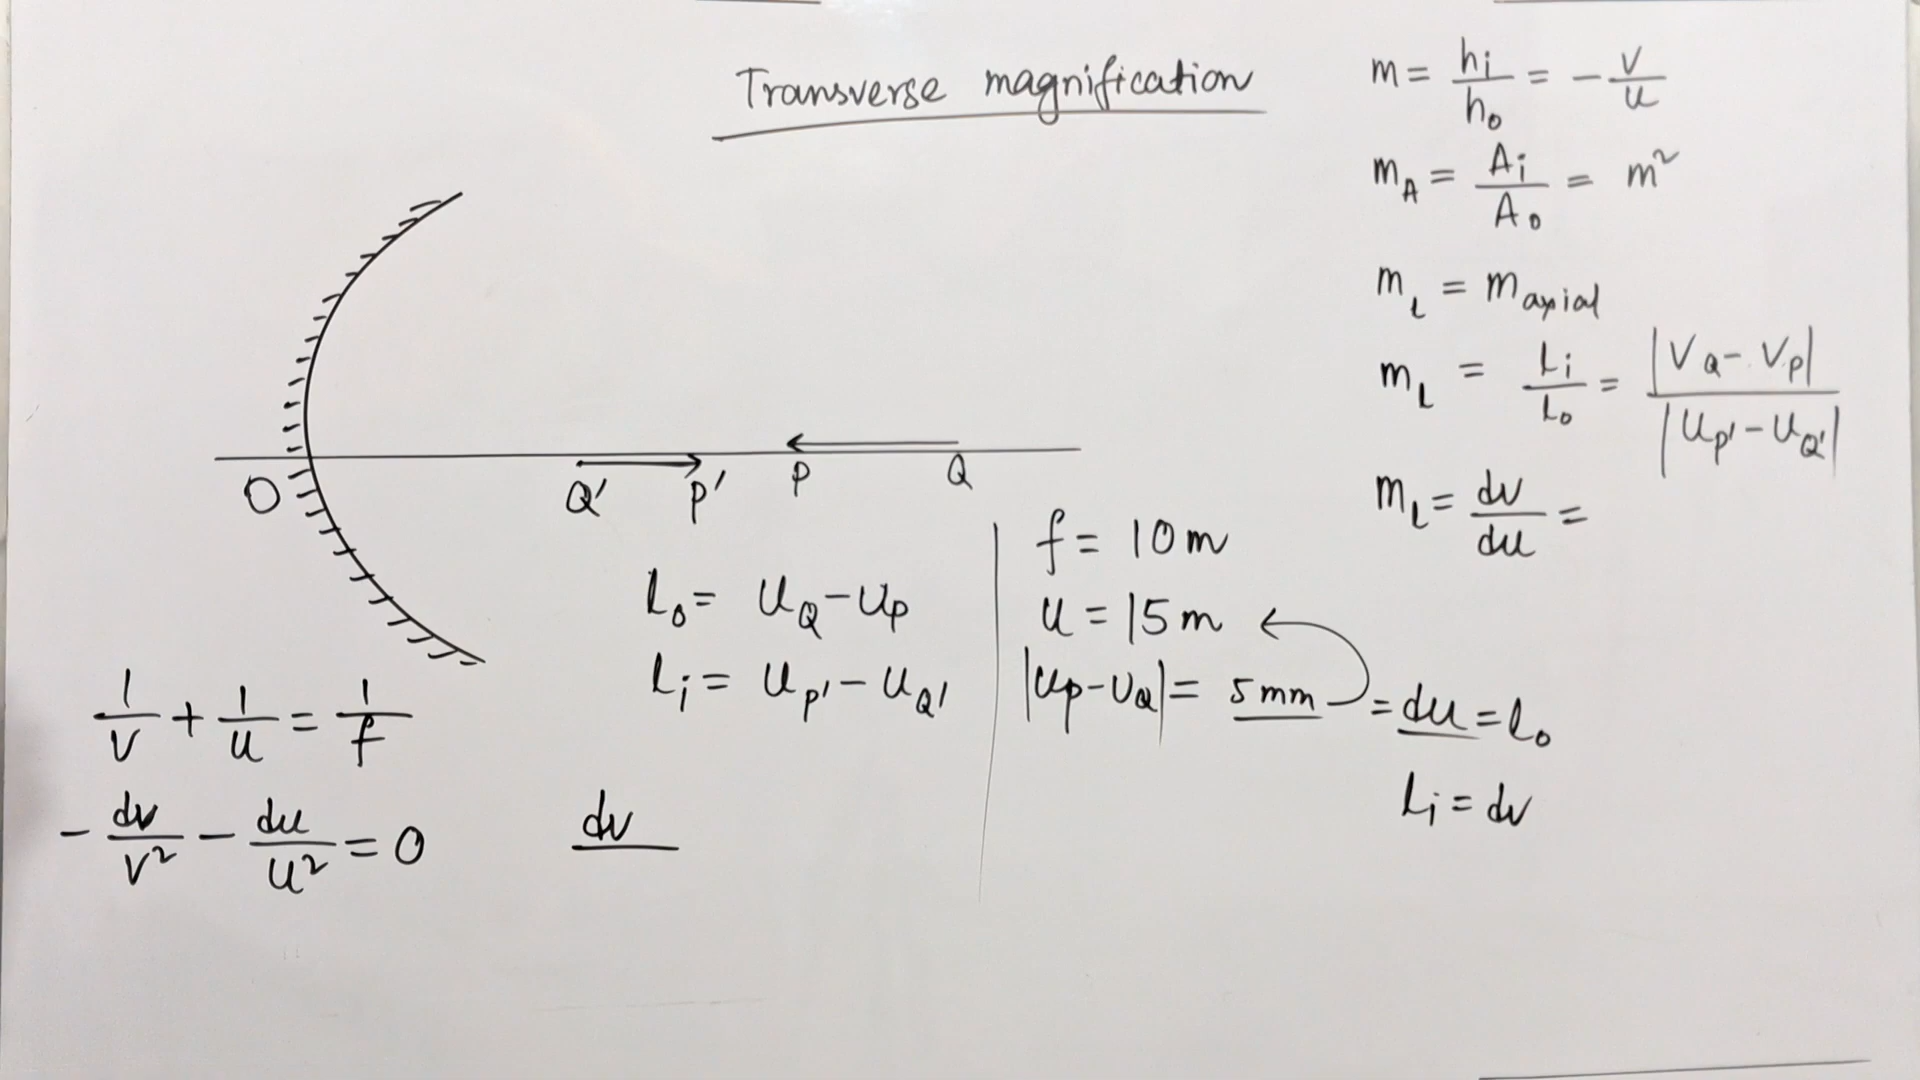 Transverse magnification
m = hi/ho = - v/u
mA = Ai/Ao = m²
mL = maxial
mL = Li/Lo = |VQ - VP| / |UP' - UQ'|
mL = dv/du =
O Q' P' P Q
Lo = UQ - UP
Li = UP' - UQ'
f = 10 m
u = 15 m
|UP - UQ| = 5 mm = du = lo
Li = dv
1/v + 1/u = 1/f
- dv/v² - du/u² = 0
dv